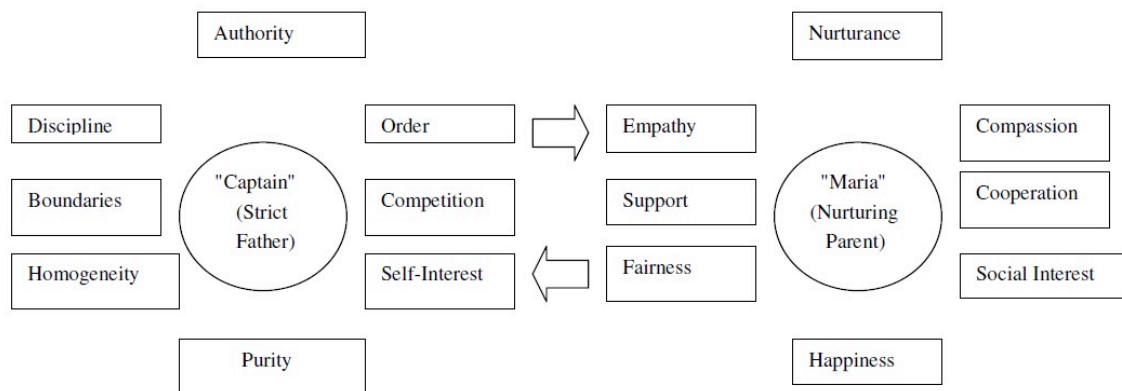 Authority
Nurturance
Discipline
Order
Empathy
Compassion
"Captain"
(Strict
Father)
"Maria"
(Nurturing
Parent)
Boundaries
Competition
Support
Cooperation
Homogeneity
Self-Interest
Fairness
Social Interest
Purity
Happiness